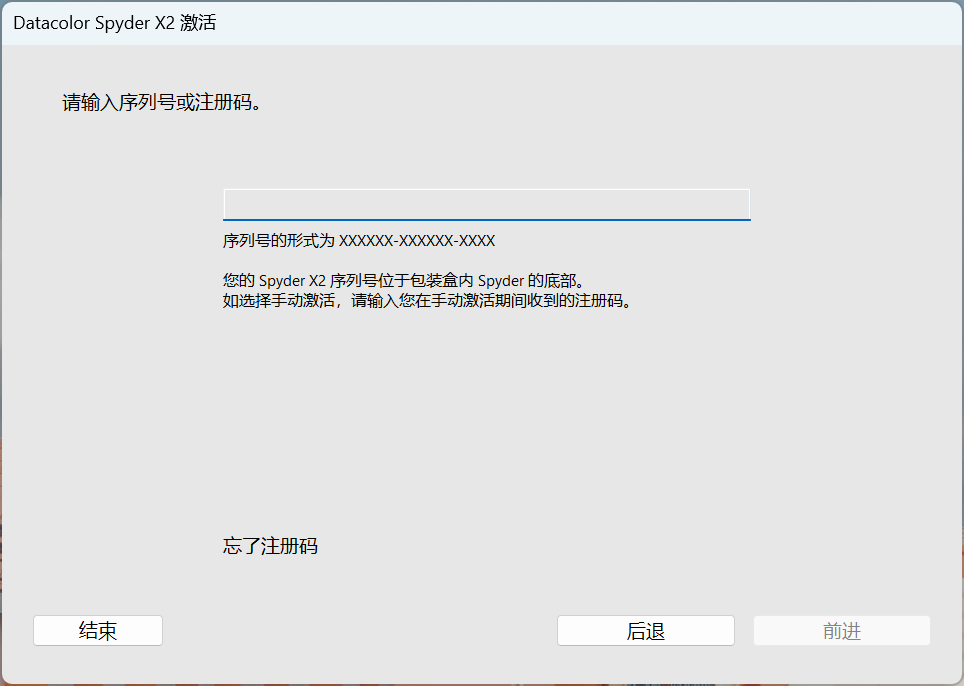 Datacolor Spyder X2 激活
请输入序列号或注册码。
序列号的形式为 XXXXXX-XXXXXX-XXXX
您的 Spyder X2 序列号位于包装盒内 Spyder 的底部。
如选择手动激活，请输入您在手动激活期间收到的注册码。
忘了注册码
结束
后退
前进